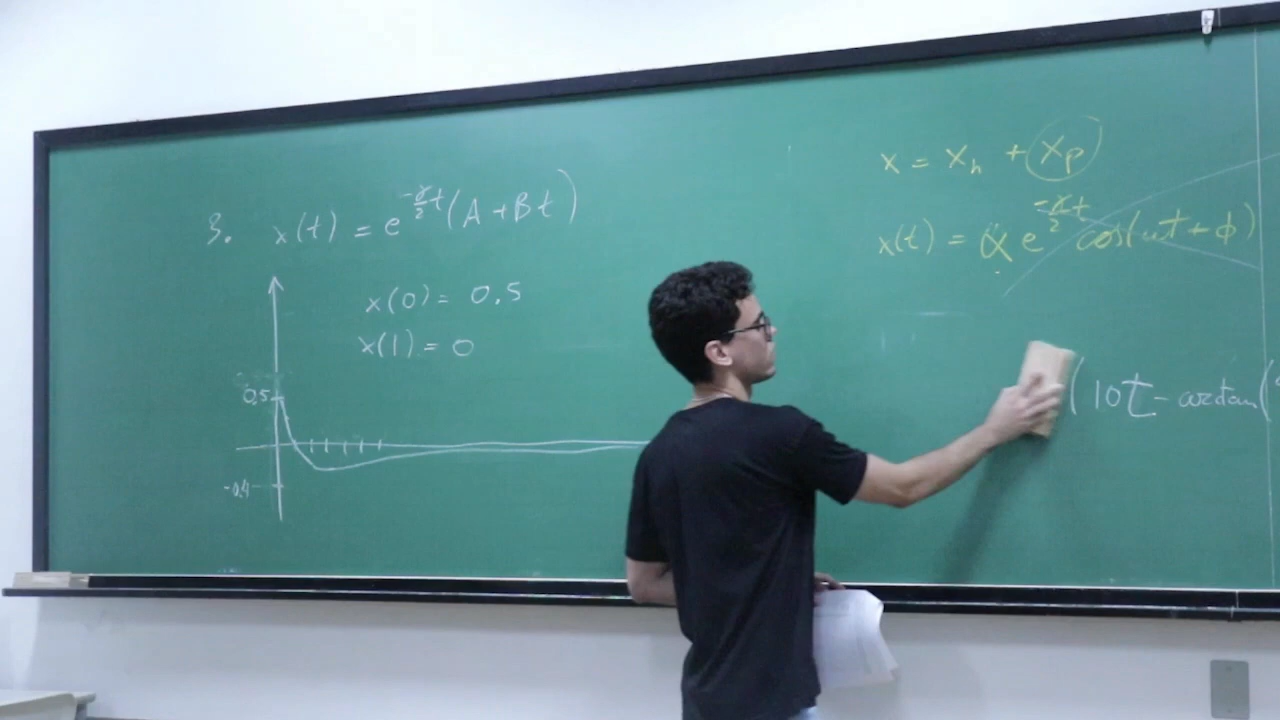 3. x(t) = e^{-γ/2 t}(A + Bt)
x(0) = 0.5
x(1) = 0
0.5
-0.4
x = x_h + x_p
x(t) = α e^{-γ/2 t} cos(ωt + ϕ)
(10t - arctan(